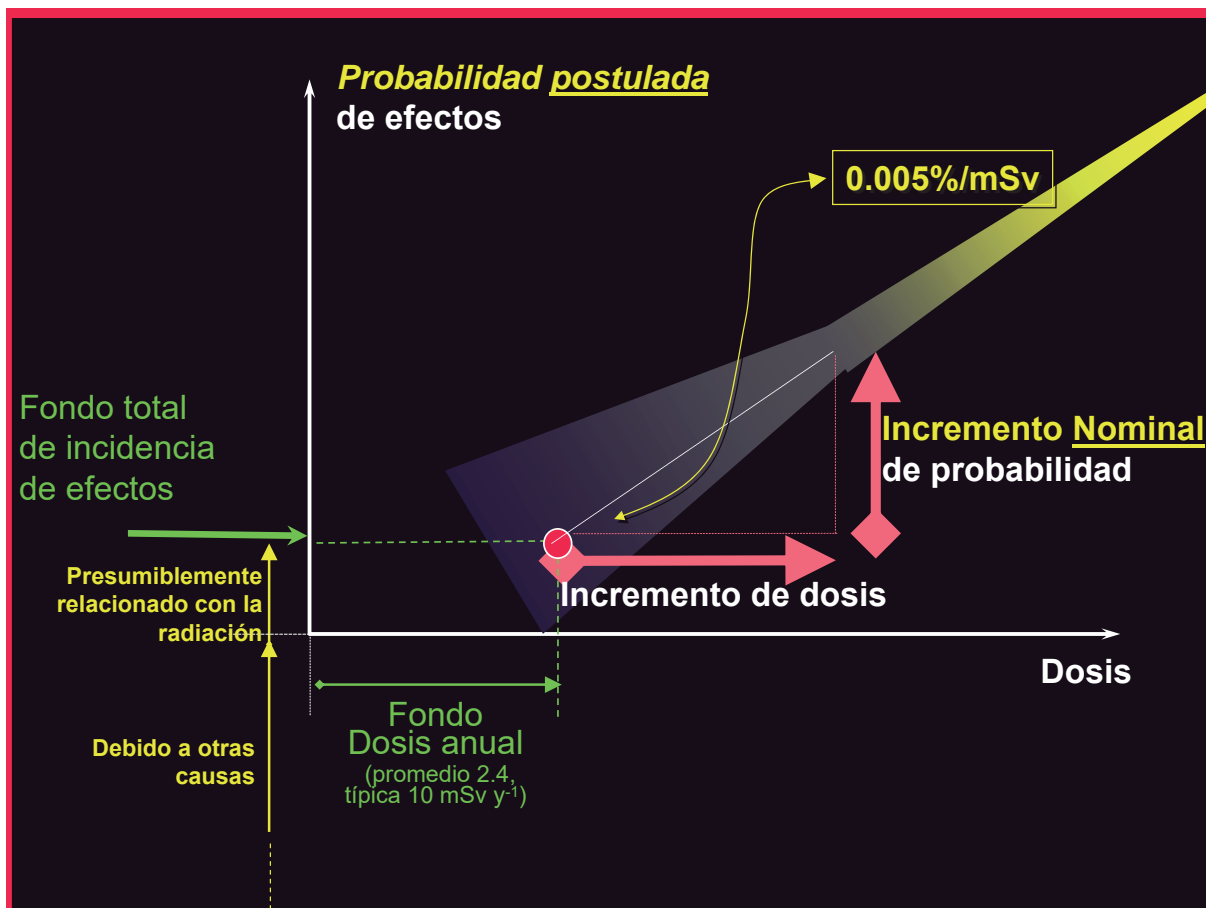 Probabilidad postulada
de efectos
0.005%/mSv
Fondo total
de incidencia
de efectos
Incremento Nominal
de probabilidad
Presumiblemente
relacionado con la
radiación
Incremento de dosis
Dosis
Fondo
Dosis anual
(promedio 2.4,
típica 10 mSv y-1)
Debido a otras
causas